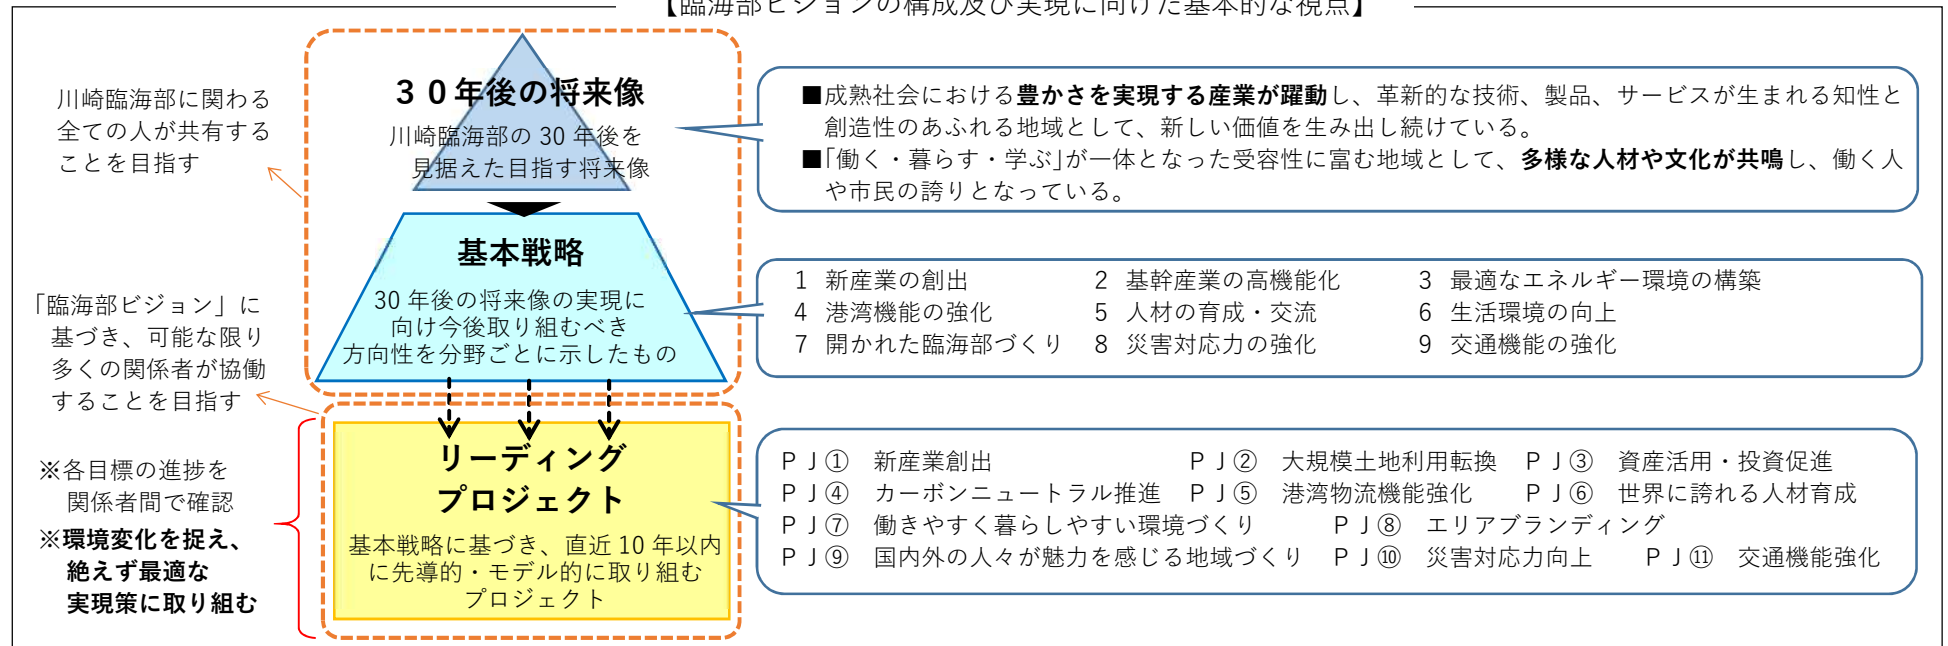 【臨海部ビジョンの構成及び実現に向けた基本的な視点】
川崎臨海部に関わる
全ての人が共有する
ことを目指す
３０年後の将来像
川崎臨海部の 30 年後を
見据えた目指す将来像
■成熟社会における豊かさを実現する産業が躍動し、革新的な技術、製品、サービスが生まれる知性と
創造性のあふれる地域として、新しい価値を生み出し続けている。
■｢働く・暮らす・学ぶ｣が一体となった受容性に富む地域として、多様な人材や文化が共鳴し、働く人
や市民の誇りとなっている。
基本戦略
30 年後の将来像の実現に
向け今後取り組むべき
方向性を分野ごとに示したもの
1 新産業の創出 2 基幹産業の高機能化 3 最適なエネルギー環境の構築
4 港湾機能の強化 5 人材の育成・交流 6 生活環境の向上
7 開かれた臨海部づくり 8 災害対応力の強化 9 交通機能の強化
「臨海部ビジョン」に
基づき、可能な限り
多くの関係者が協働
することを目指す
※各目標の進捗を
関係者間で確認
※環境変化を捉え、
絶えず最適な
実現策に取り組む
リーディング
プロジェクト
基本戦略に基づき、直近 10 年以内
に先導的・モデル的に取り組む
プロジェクト
ＰＪ① 新産業創出 ＰＪ② 大規模土地利用転換 ＰＪ③ 資産活用・投資促進
ＰＪ④ カーボンニュートラル推進 ＰＪ⑤ 港湾物流機能強化 ＰＪ⑥ 世界に誇れる人材育成
ＰＪ⑦ 働きやすく暮らしやすい環境づくり ＰＪ⑧ エリアブランディング
ＰＪ⑨ 国内外の人々が魅力を感じる地域づくり ＰＪ⑩ 災害対応力向上 ＰＪ⑪ 交通機能強化